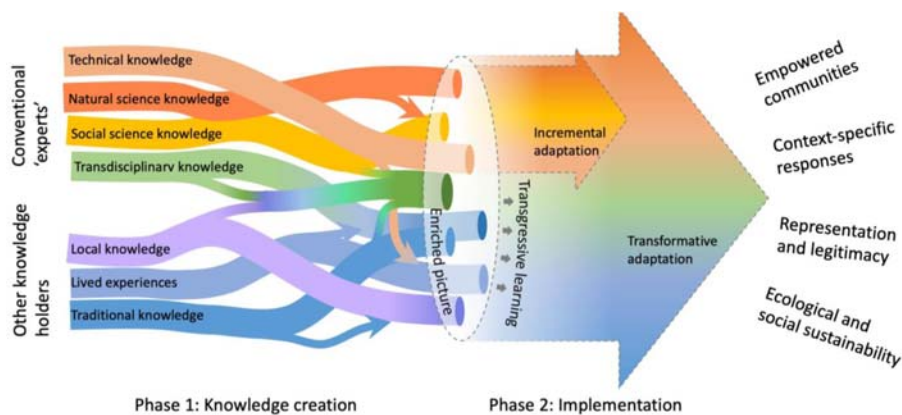 Conventional
'experts'
Technical knowledge
Natural science knowledge
Social science knowledge
Transdisciplinary knowledge
Other knowledge
holders
Local knowledge
Lived experiences
Traditional knowledge
Enriched picture
Transgressive learning
Incremental
adaptation
Transformative
adaptation
Empowered
communities
Context-specific
responses
Representation
and legitimacy
Ecological and
social sustainability
Phase 1: Knowledge creation
Phase 2: Implementation